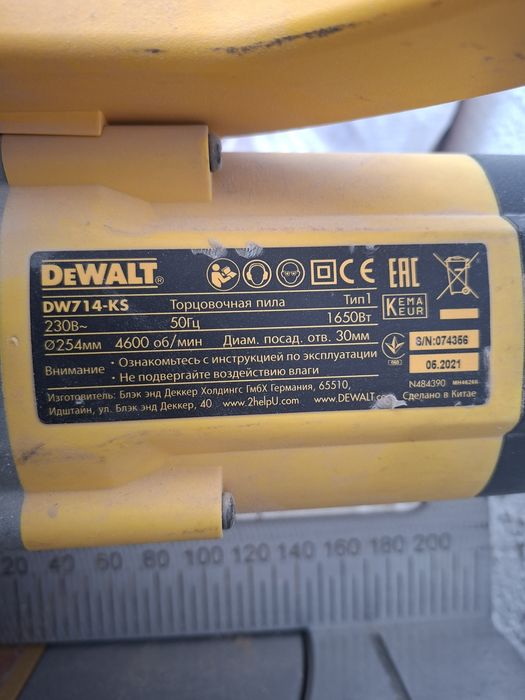 DEWALT®
CE EAC
DW714-KS Торцовочная пила Тип1
230В~ 50Гц 1650Вт
KEMA EUR
Ø254мм 4600 об/мин Диам. посад. отв. 30мм
S/N:074356
Внимание • Ознакомьтесь с инструкцией по эксплуатации
• Не подвергайте воздействию влаги
06.2021
Изготовитель: Блэк энд Деккер Холдингс ГмбХ Германия, 65510,
N484390
Идштайн, ул. Блэк энд Деккер, 40 www.2helpU.com www.DEWALT.co Сделано в Китае
20 40 60 80 100 120 140 160 180 200